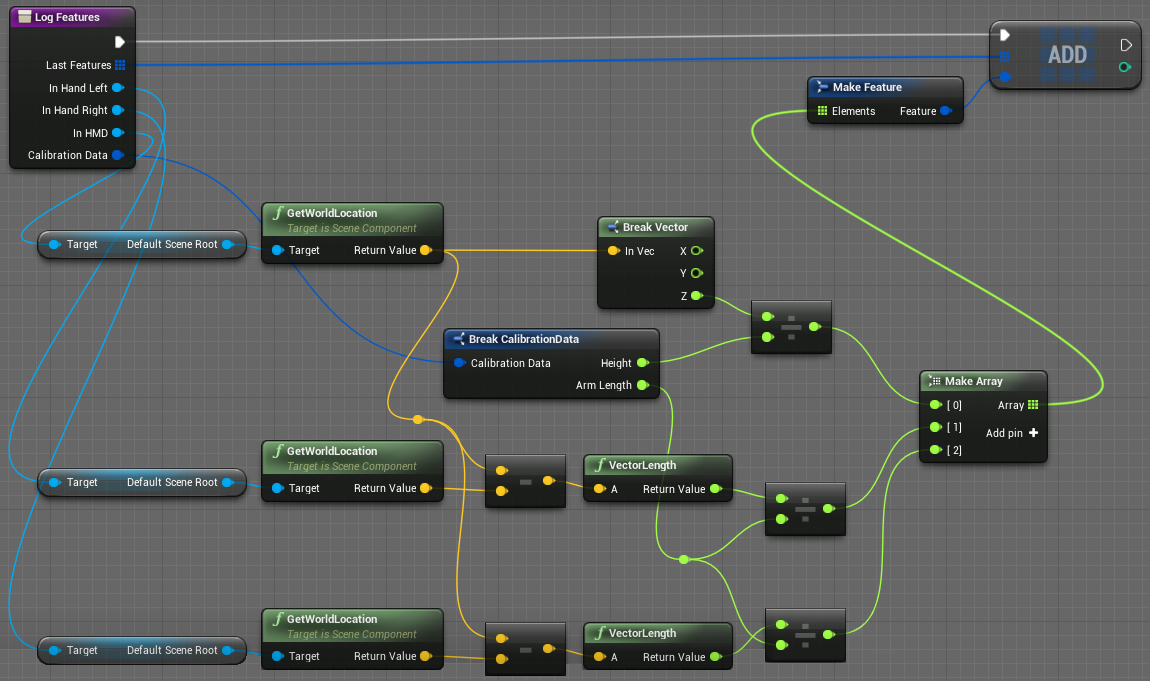 Log Features
Last Features
In Hand Left
In Hand Right
In HMD
Calibration Data
ADD
Make Feature
Elements Feature
Target Default Scene Root
GetWorldLocation
Target is Scene Component
Target Return Value
Break Vector
In Vec X
Y
Z
Break CalibrationData
Calibration Data Height
Arm Length
Make Array
[ 0] Array
[ 1] Add pin
[ 2]
Target Default Scene Root
GetWorldLocation
Target is Scene Component
Target Return Value
VectorLength
A Return Value
Target Default Scene Root
GetWorldLocation
Target is Scene Component
Target Return Value
VectorLength
A Return Value